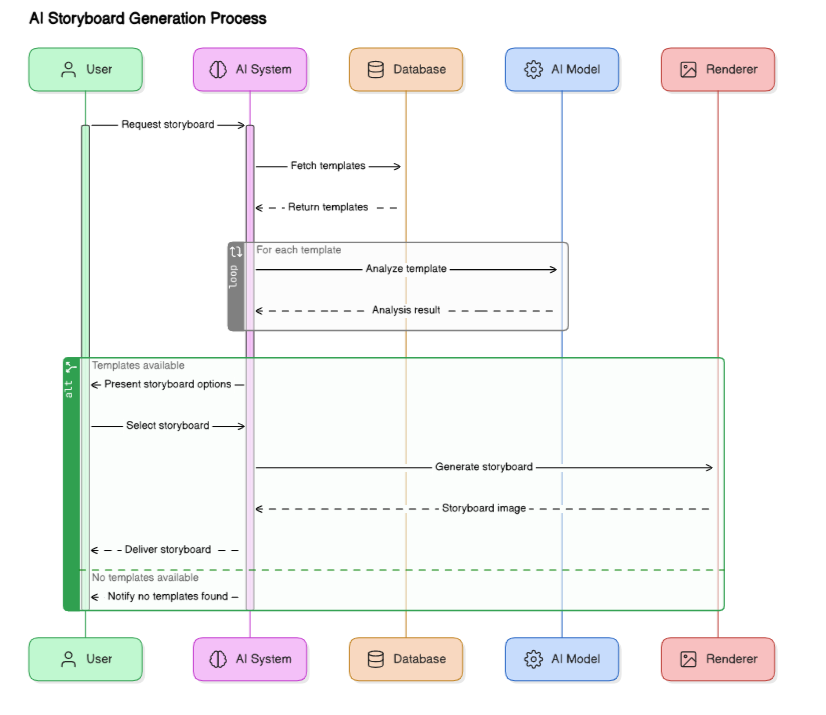 AI Storyboard Generation Process
User
AI System
Database
AI Model
Renderer
Request storyboard
Fetch templates
Return templates
loop
For each template
Analyze template
Analysis result
alt
Templates available
Present storyboard options
Select storyboard
Generate storyboard
Storyboard image
Deliver storyboard
No templates available
Notify no templates found
User
AI System
Database
AI Model
Renderer